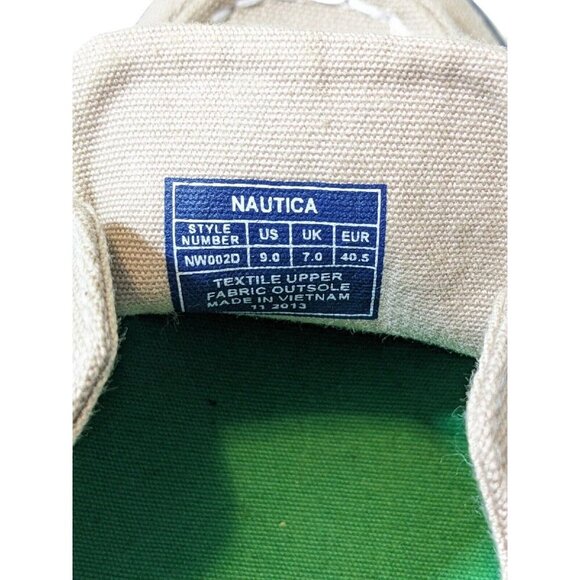 NAUTICA
STYLE NUMBER US UK EUR
NW002D 9.0 7.0 40.5
TEXTILE UPPER
FABRIC OUTSOLE
MADE IN VIETNAM
11 2013